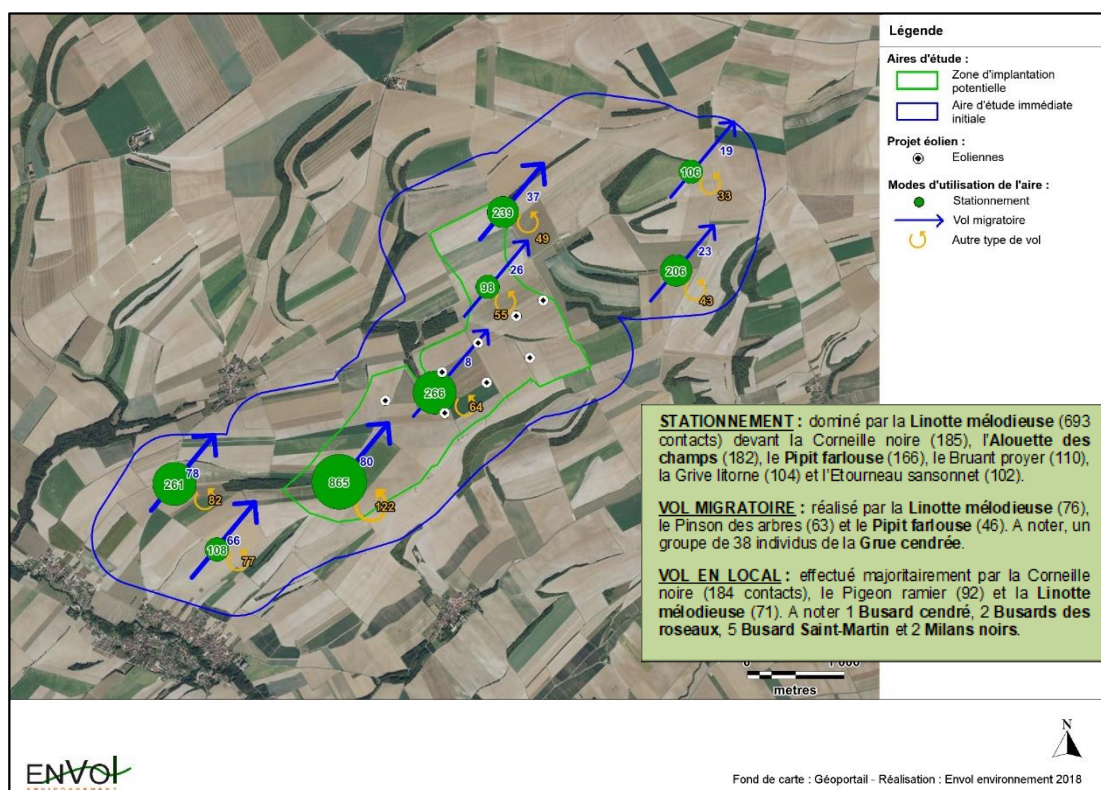 Légende
Aires d'étude :
Zone d'implantation
potentielle
Aire d'étude immédiate
initiale
Projet éolien :
Eoliennes
Modes d'utilisation de l'aire :
Stationnement
Vol migratoire
Autre type de vol
19
106
33
37
239
49
23
206
43
26
98
55
8
266
64
80
865
122
78
261
82
66
108
77
STATIONNEMENT : dominé par la Linotte mélodieuse (693
contacts) devant la Corneille noire (185), l'Alouette des
champs (182), le Pipit farlouse (166), le Bruant proyer (110),
la Grive litorne (104) et l'Etourneau sansonnet (102).
VOL MIGRATOIRE : réalisé par la Linotte mélodieuse (76),
le Pinson des arbres (63) et le Pipit farlouse (46). A noter, un
groupe de 38 individus de la Grue cendrée.
VOL EN LOCAL : effectué majoritairement par la Corneille
noire (184 contacts), le Pigeon ramier (92) et la Linotte
mélodieuse (71). A noter 1 Busard cendré, 2 Busards des
roseaux, 5 Busard Saint-Martin et 2 Milans noirs.
metres
N
ENVOL
ENVIRONNEMENT
Fond de carte : Géoportail - Réalisation : Envol environnement 2018